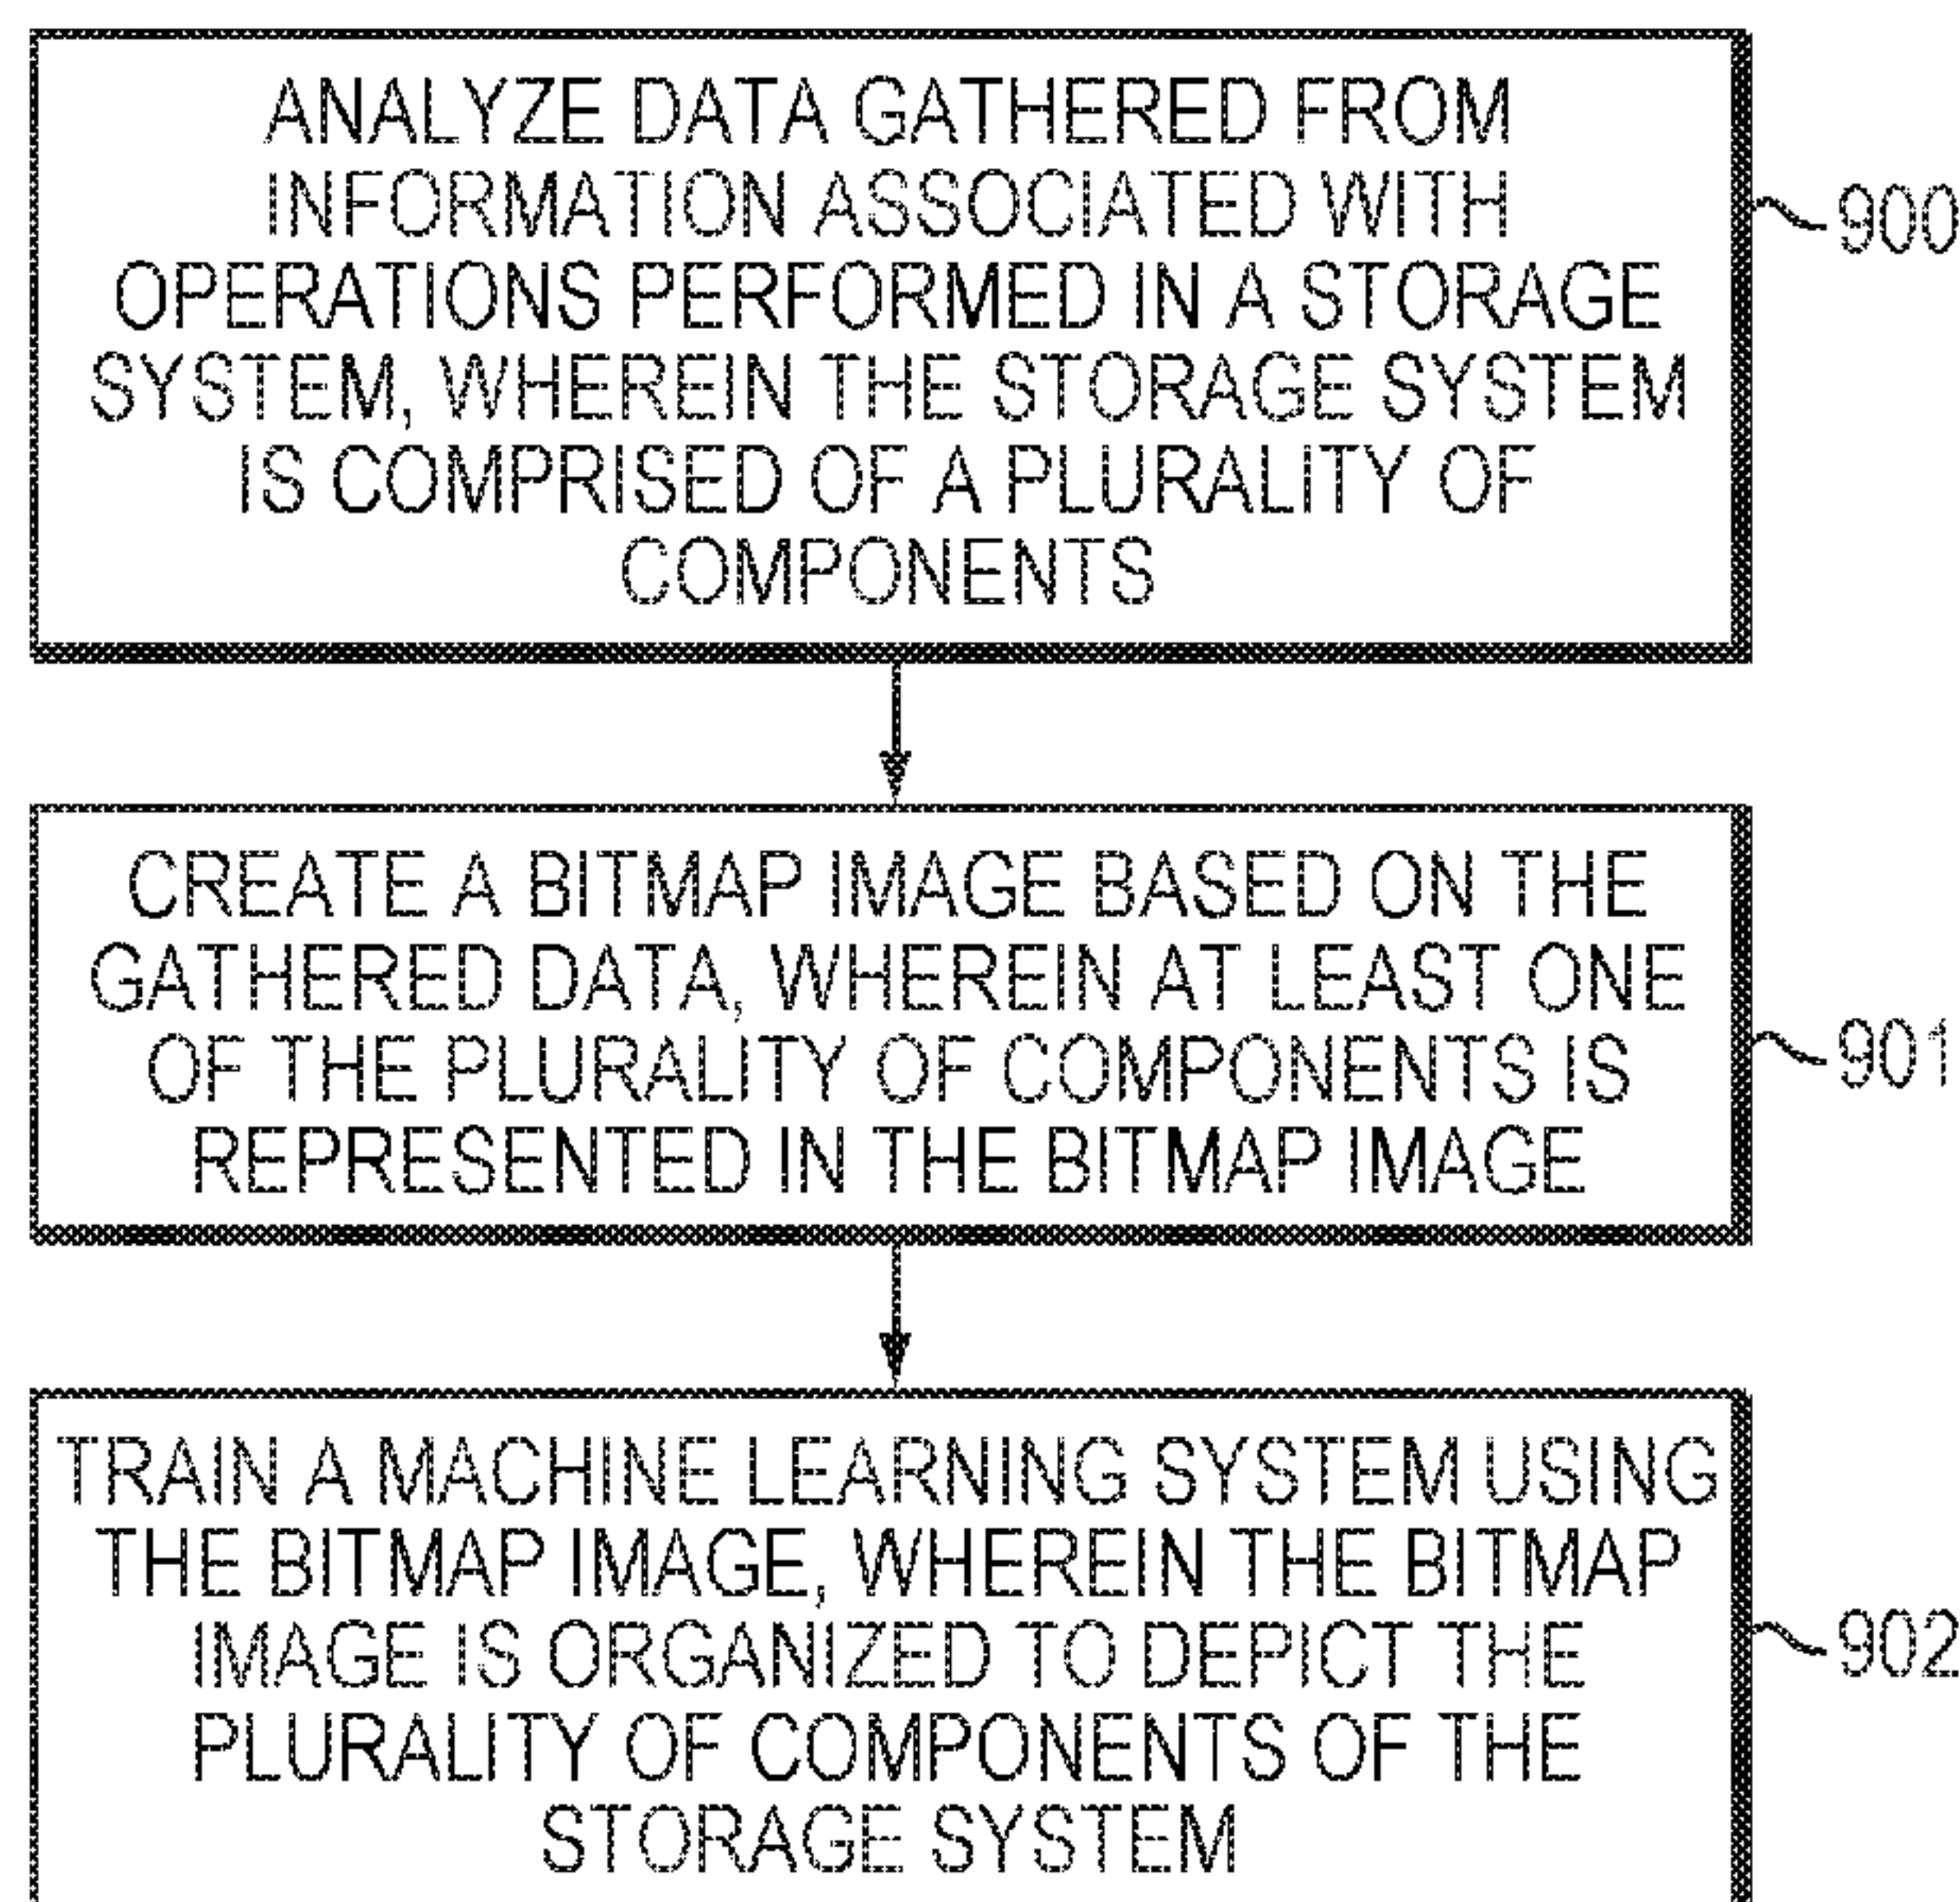 ANALYZE DATA GATHERED FROM
INFORMATION ASSOCIATED WITH
OPERATIONS PERFORMED IN A STORAGE
SYSTEM, WHEREIN THE STORAGE SYSTEM
IS COMPRISED OF A PLURALITY OF
COMPONENTS
900
CREATE A BITMAP IMAGE BASED ON THE
GATHERED DATA, WHEREIN AT LEAST ONE
OF THE PLURALITY OF COMPONENTS IS
REPRESENTED IN THE BITMAP IMAGE
901
TRAIN A MACHINE LEARNING SYSTEM USING
THE BITMAP IMAGE, WHEREIN THE BITMAP
IMAGE IS ORGANIZED TO DEPICT THE
PLURALITY OF COMPONENTS OF THE
STORAGE SYSTEM
902